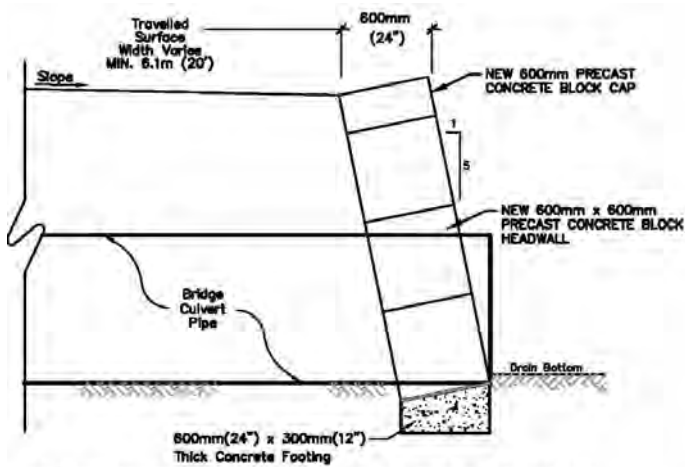 Travelled
Surface
Width Varies
MIN. 6.1m (20')
600mm
(24")
Slope
NEW 600mm PRECAST
CONCRETE BLOCK CAP
1
5
NEW 600mm x 600mm
PRECAST CONCRETE BLOCK
HEADWALL
Bridge
Culvert
Pipe
Drain Bottom
600mm(24") x 300mm(12")
Thick Concrete Footing